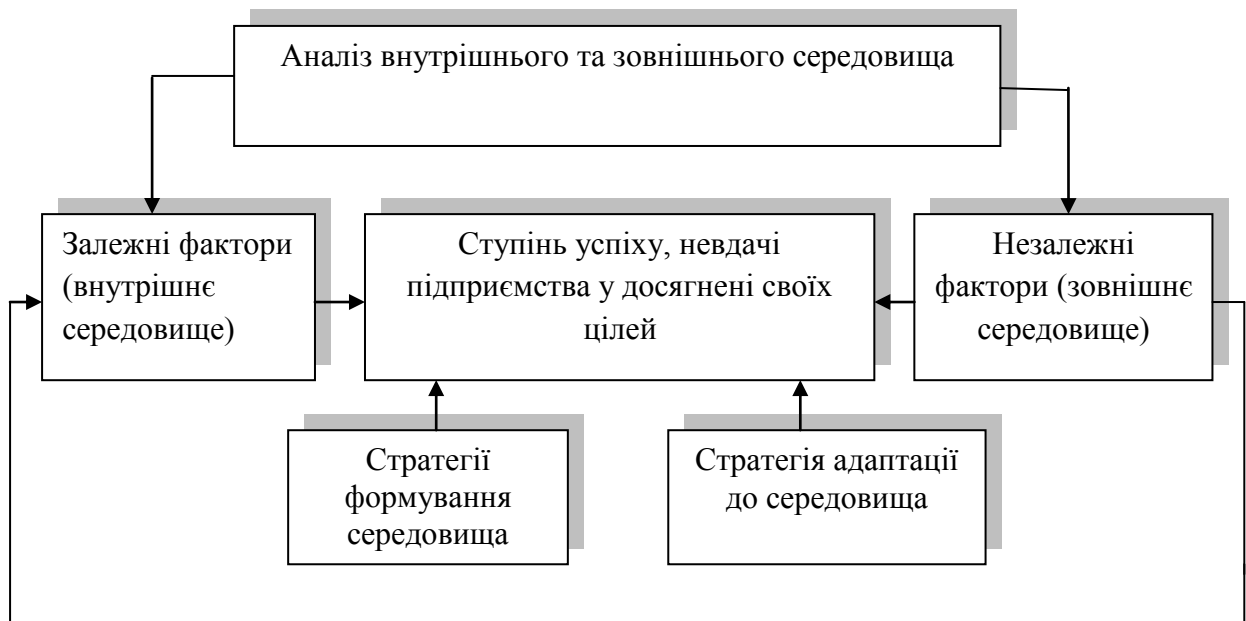 Аналіз внутрішнього та зовнішнього середовища
Залежні фактори
(внутрішнє
середовище)
Ступінь успіху, невдачі
підприємства у досягнені своїх
цілей
Незалежні
фактори (зовнішнє
середовище)
Стратегії
формування
середовища
Стратегія адаптації
до середовища